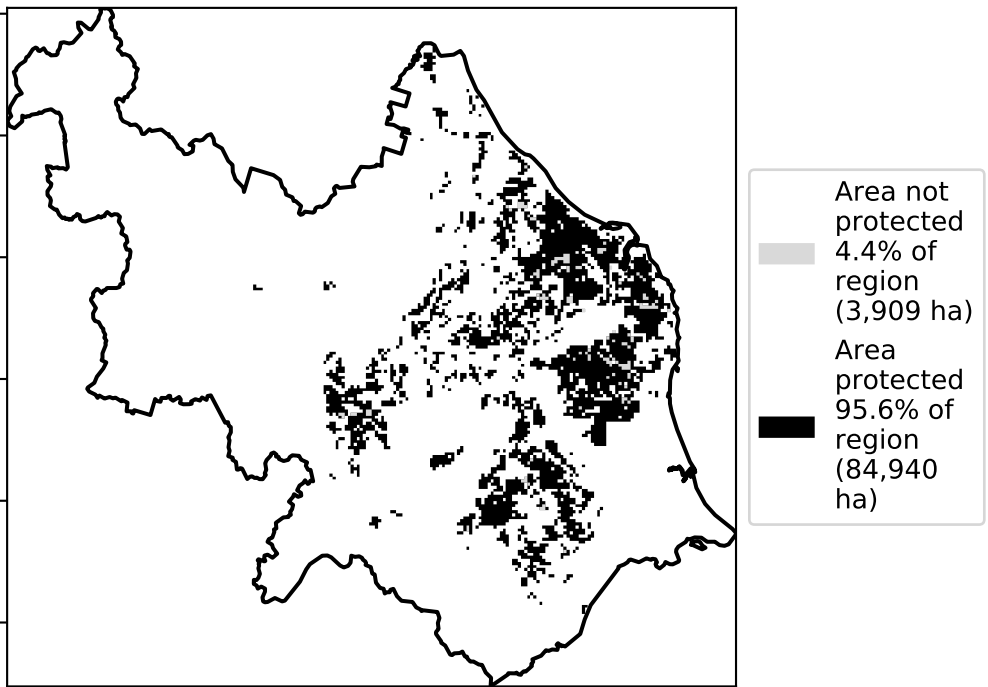 Area not
protected
4.4% of
region
(3,909 ha)
Area
protected
95.6% of
region
(84,940
ha)